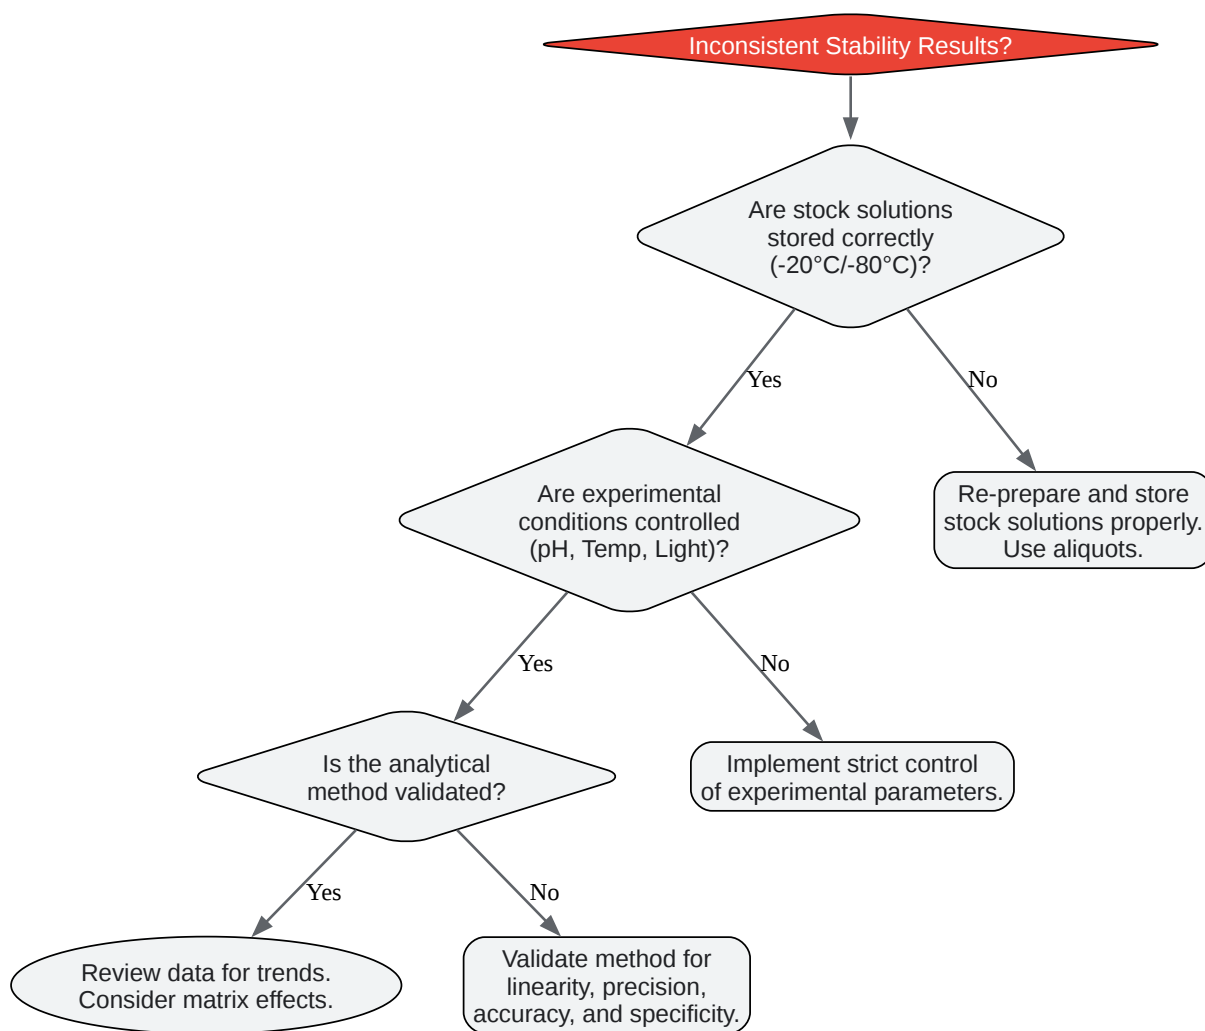 Inconsistent Stability Results?
Are stock solutions
stored correctly
(-20°C/-80°C)?
Yes
No
Are experimental
conditions controlled
(pH, Temp, Light)?
Re-prepare and store
stock solutions properly.
Use aliquots.
Yes
No
Is the analytical
method validated?
Implement strict control
of experimental parameters.
Yes
No
Review data for trends.
Consider matrix effects.
Validate method for
linearity, precision,
accuracy, and specificity.